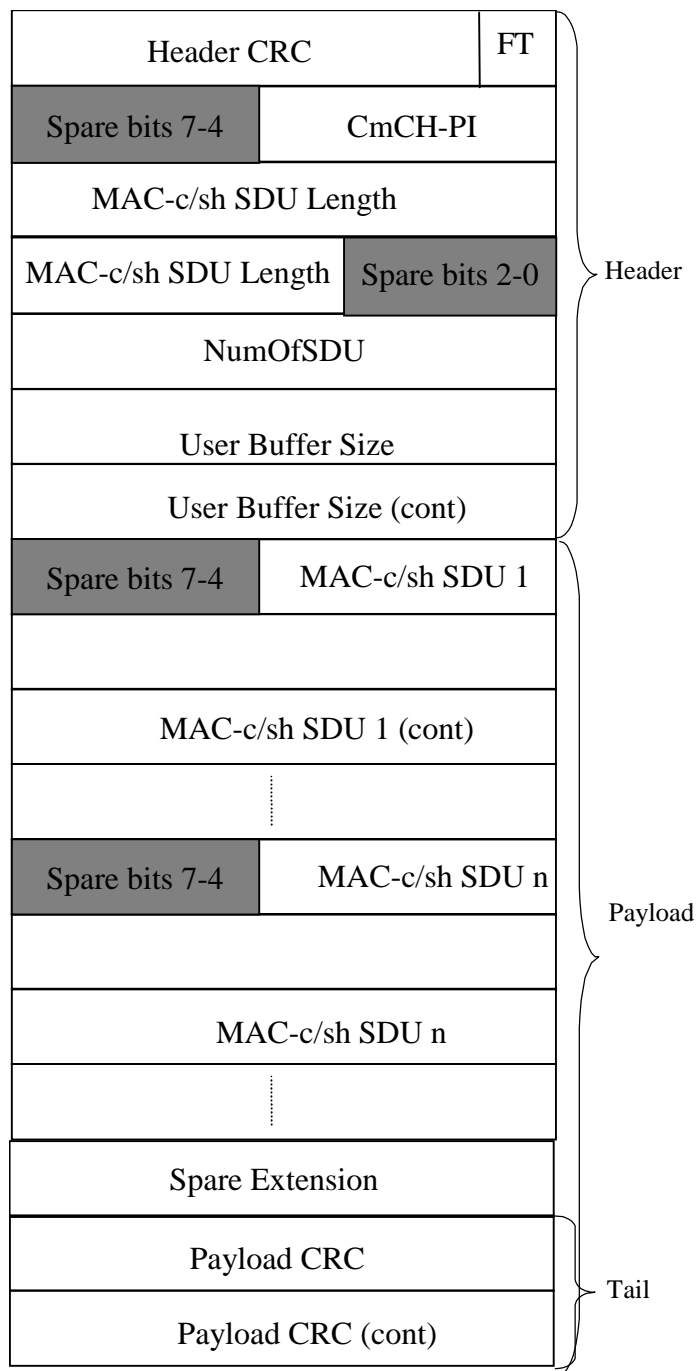 Header CRC FT
Spare bits 7-4 CmCH-PI
MAC-c/sh SDU Length
MAC-c/sh SDU Length Spare bits 2-0
Header
NumOfSDU
User Buffer Size
User Buffer Size (cont)
Spare bits 7-4 MAC-c/sh SDU 1
MAC-c/sh SDU 1 (cont)
Spare bits 7-4 MAC-c/sh SDU n
Payload
MAC-c/sh SDU n
Spare Extension
Payload CRC
Tail
Payload CRC (cont)